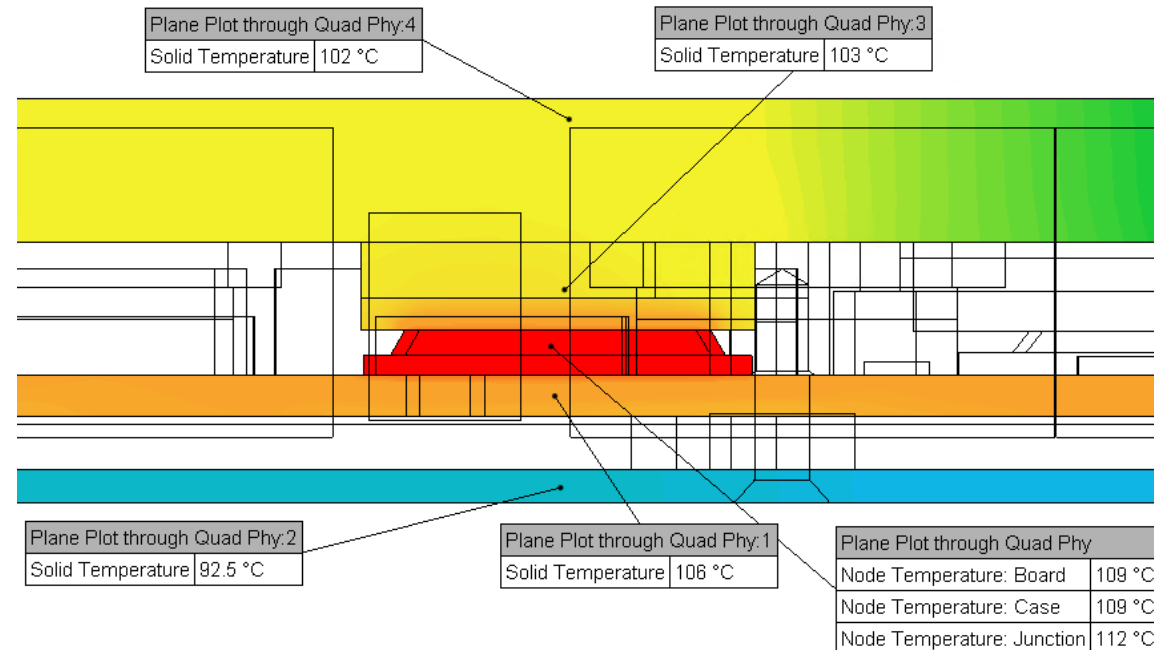 Plane Plot through Quad Phy:4
Solid Temperature 102 °C
Plane Plot through Quad Phy:3
Solid Temperature 103 °C
Plane Plot through Quad Phy:2
Solid Temperature 92.5 °C
Plane Plot through Quad Phy:1
Solid Temperature 106 °C
Plane Plot through Quad Phy
Node Temperature: Board 109 °C
Node Temperature: Case 109 °C
Node Temperature: Junction 112 °C